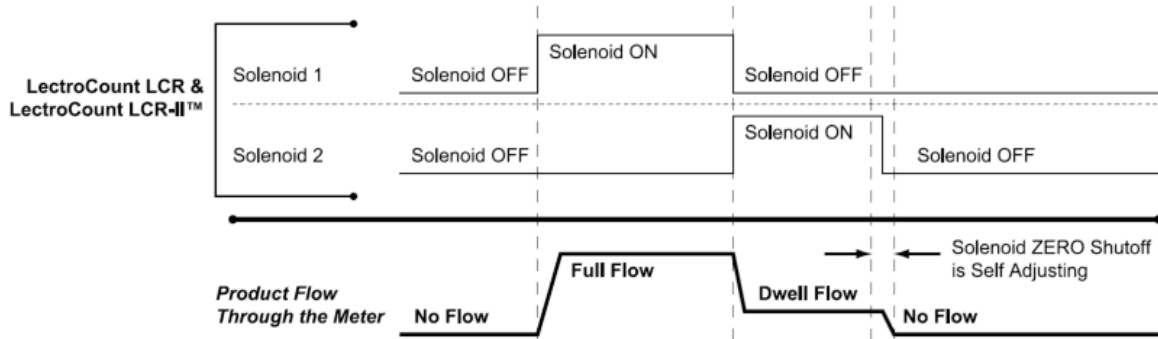 Solenoid ON
LectroCount LCR &
LectroCount LCR-II™
Solenoid 1
Solenoid OFF
Solenoid OFF
Solenoid ON
Solenoid 2
Solenoid OFF
Solenoid OFF
Solenoid ZERO Shutoff
is Self Adjusting
Full Flow
Product Flow
Through the Meter
No Flow
Dwell Flow
No Flow